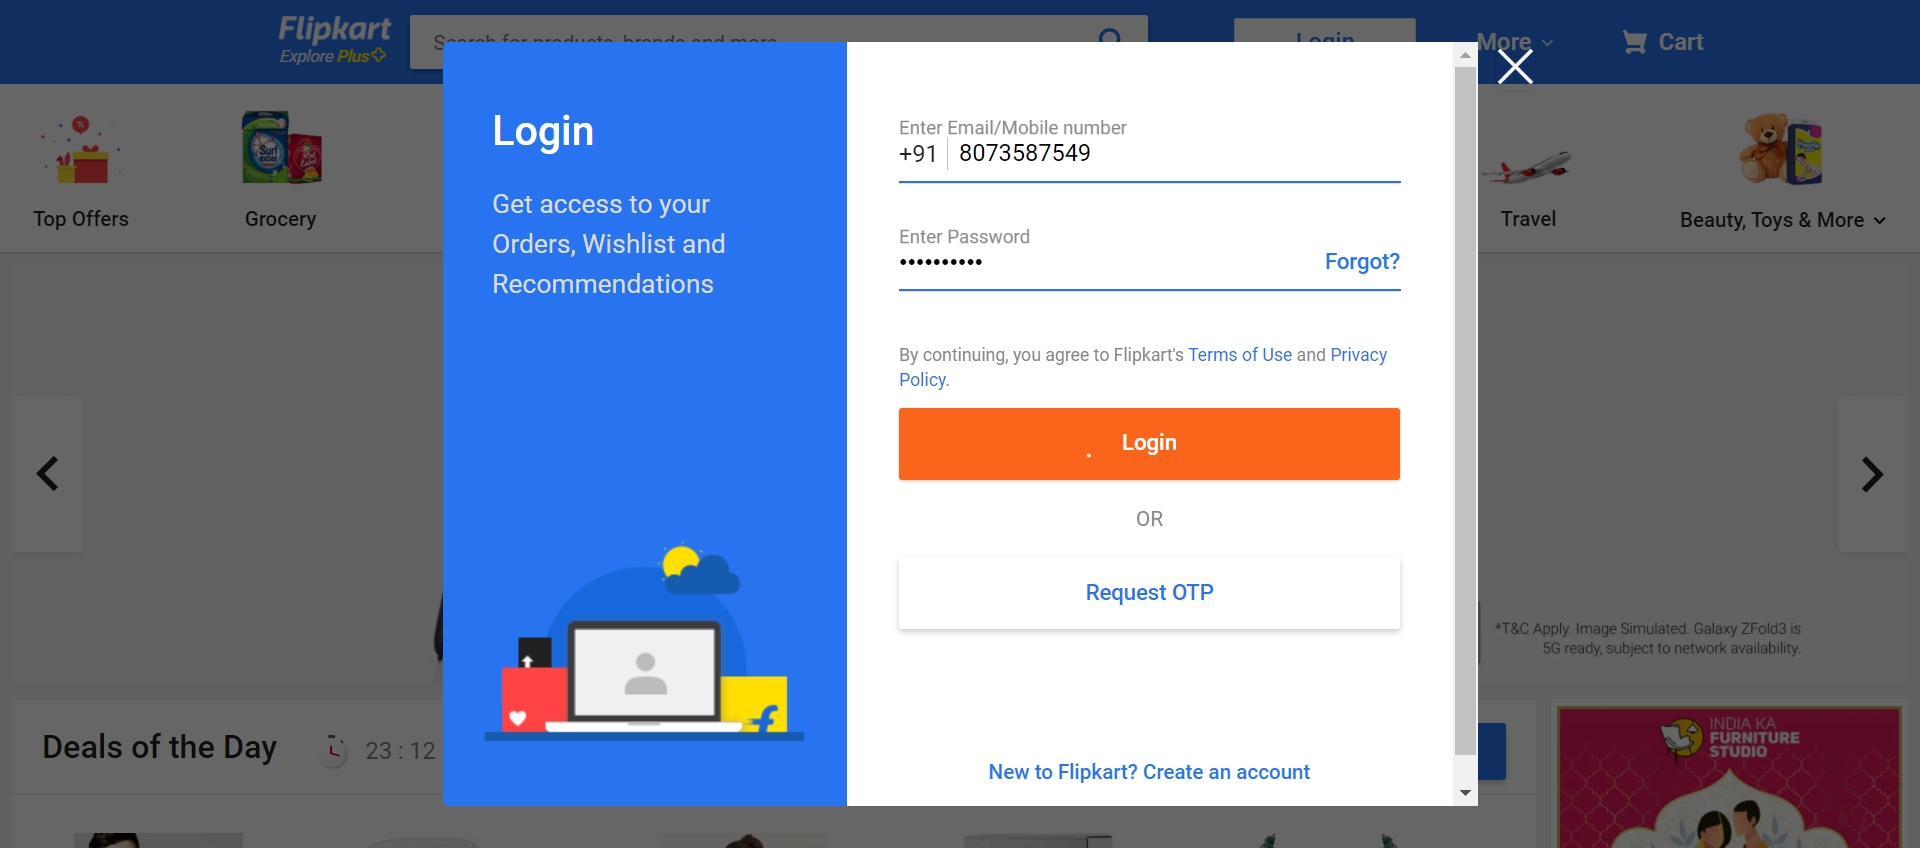 Flipkart
Explore Plus
Search for products, brands and more
Login
More
Cart
Top Offers
Grocery
Travel
Beauty, Toys & More
Login
Get access to your
Orders, Wishlist and
Recommendations
Enter Email/Mobile number
+91 8073587549
Enter Password
Forgot?
By continuing, you agree to Flipkart's Terms of Use and Privacy
Policy.
Login
OR
Request OTP
New to Flipkart? Create an account
*T&C Apply. Image Simulated. Galaxy ZFold3 is
5G ready, subject to network availability.
Deals of the Day
23 : 12
INDIA KA
FURNITURE
STUDIO